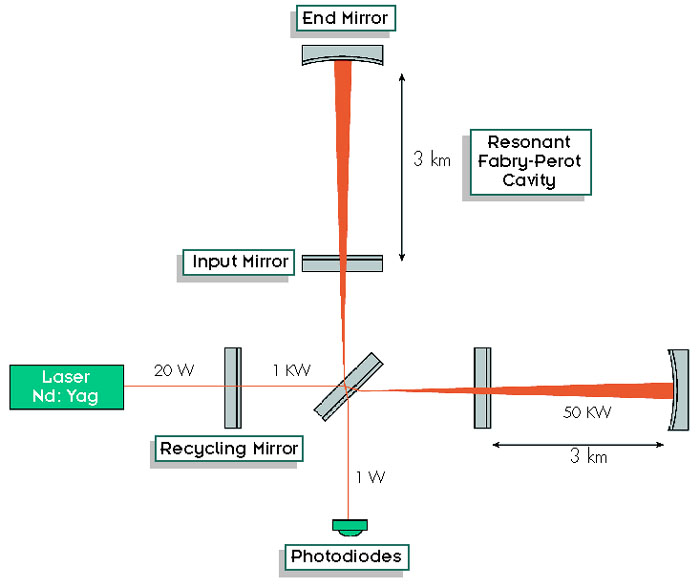 End Mirror
3 km
Resonant
Fabry-Perot
Cavity
Input Mirror
Laser
Nd: Yag
20 W
1 KW
50 KW
Recycling Mirror
3 km
1 W
Photodiodes